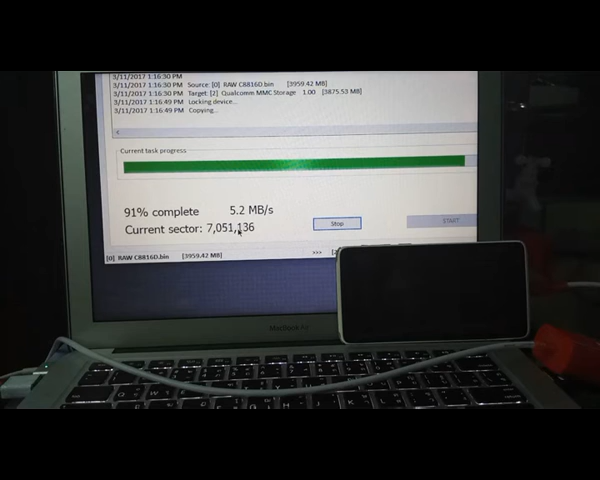 3/11/2017 1:16:30 PM
3/11/2017 1:16:30 PM Source: [0] RAW C8816D.bin [3959.42 MB]
3/11/2017 1:16:30 PM Target: [2] Qualcomm MMC Storage 1.00 [3875.53 MB]
3/11/2017 1:16:49 PM Locking device...
3/11/2017 1:16:49 PM Copying...
Current task progress
91% complete 5.2 MB/s
Current sector: 7,051,136
Stop
START
[0] RAW C8816D.bin [3959.42 MB] >>> [2
MacBook Air